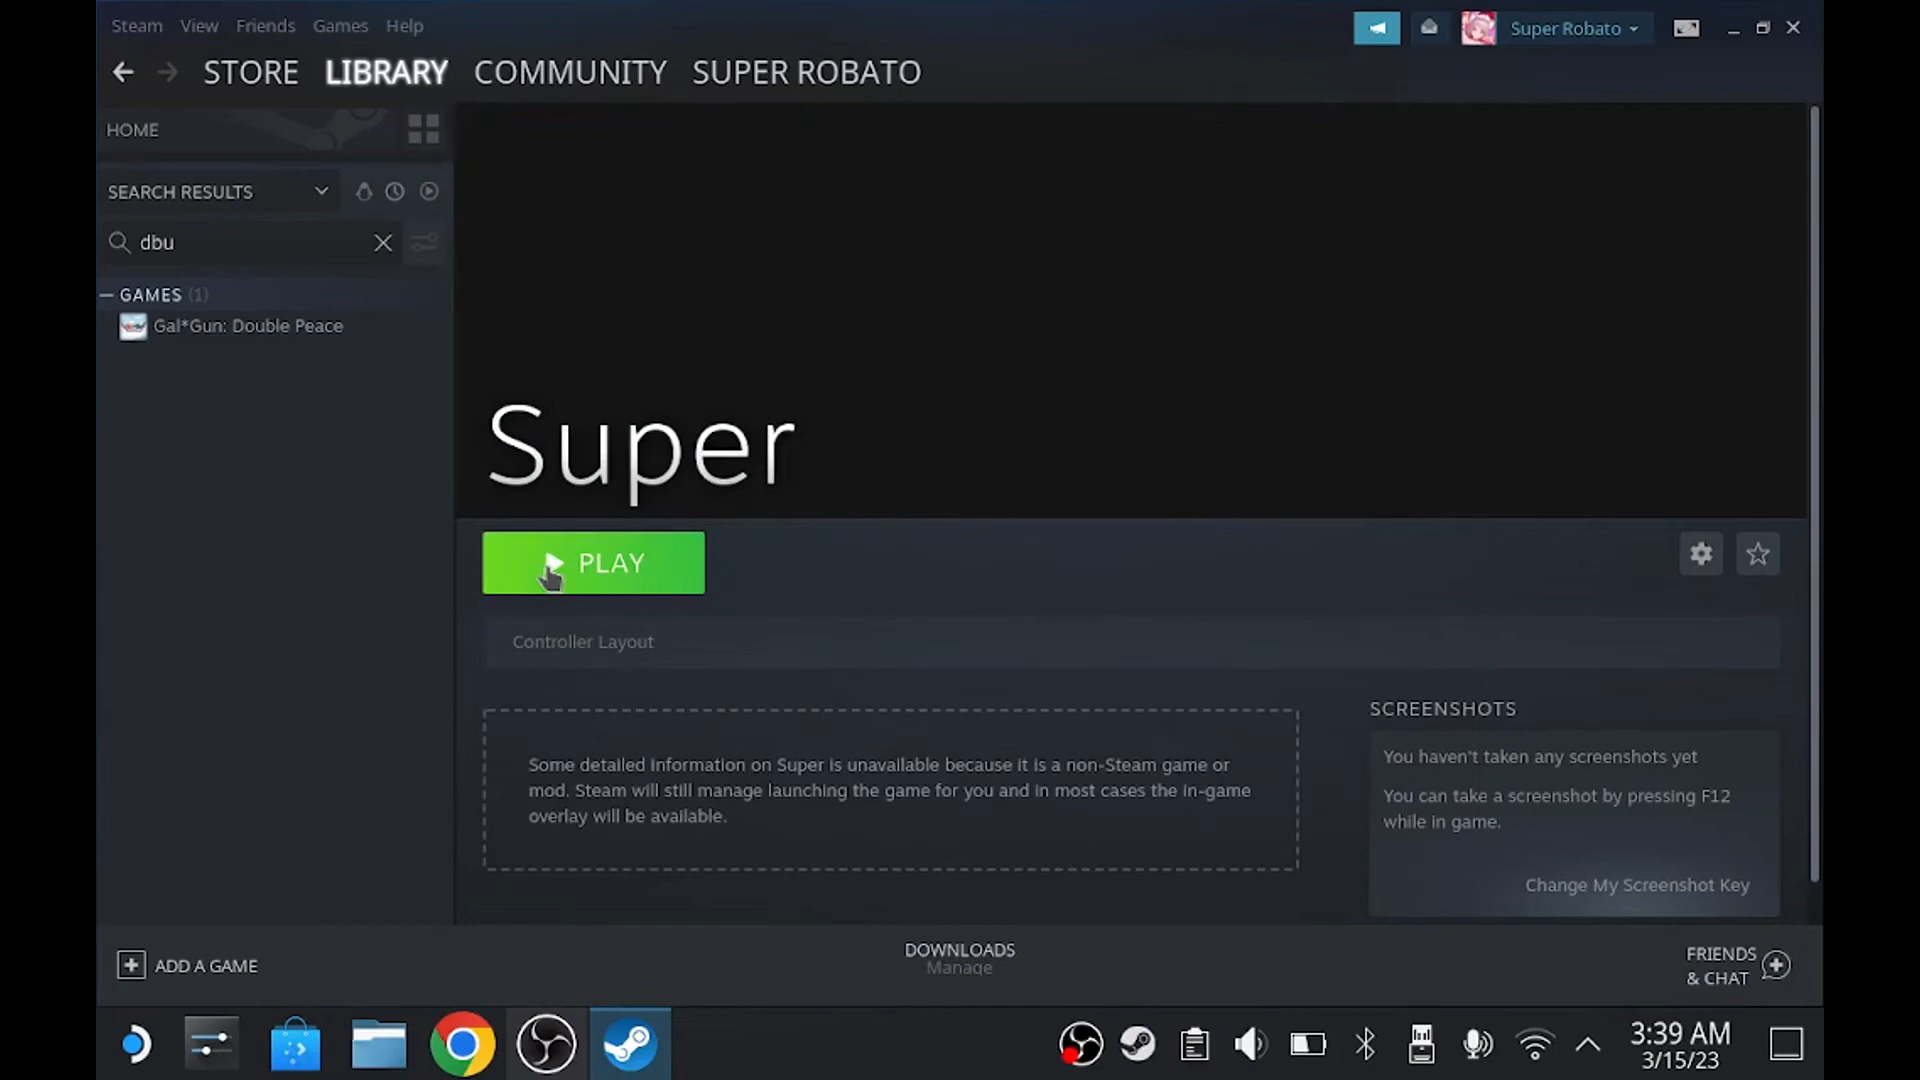 Steam View Friends Games Help
Super Robato
STORE LIBRARY COMMUNITY SUPER ROBATO
HOME
SEARCH RESULTS
dbu
GAMES (1)
Gal*Gun: Double Peace
Super
PLAY
Controller Layout
Some detailed information on Super is unavailable because it is a non-Steam game or
mod. Steam will still manage launching the game for you and in most cases the in-game
overlay will be available.
SCREENSHOTS
You haven't taken any screenshots yet
You can take a screenshot by pressing F12
while in game.
Change My Screenshot Key
ADD A GAME
DOWNLOADS
Manage
FRIENDS
& CHAT
3:39 AM
3/15/23